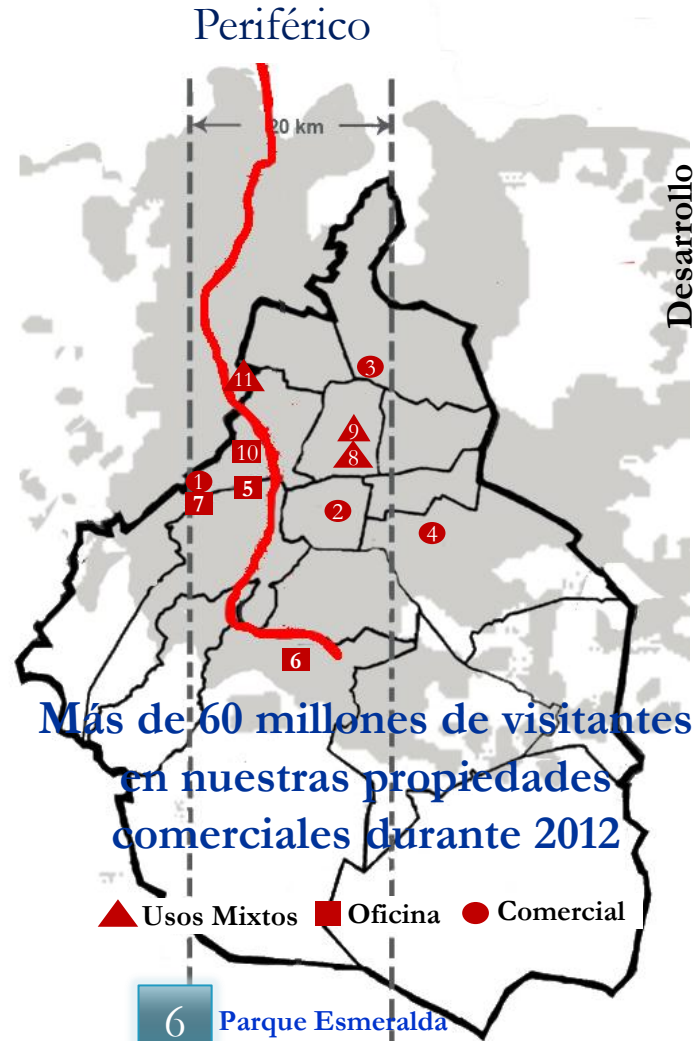 Periférico
20 km
Desarrollo
3
11
9
10
8
1
5
7
2
4
6
Más de 60 millones de visitantes
en nuestras propiedades
comerciales durante 2012
Usos Mixtos Oficina Comercial
6 Parque Esmeralda